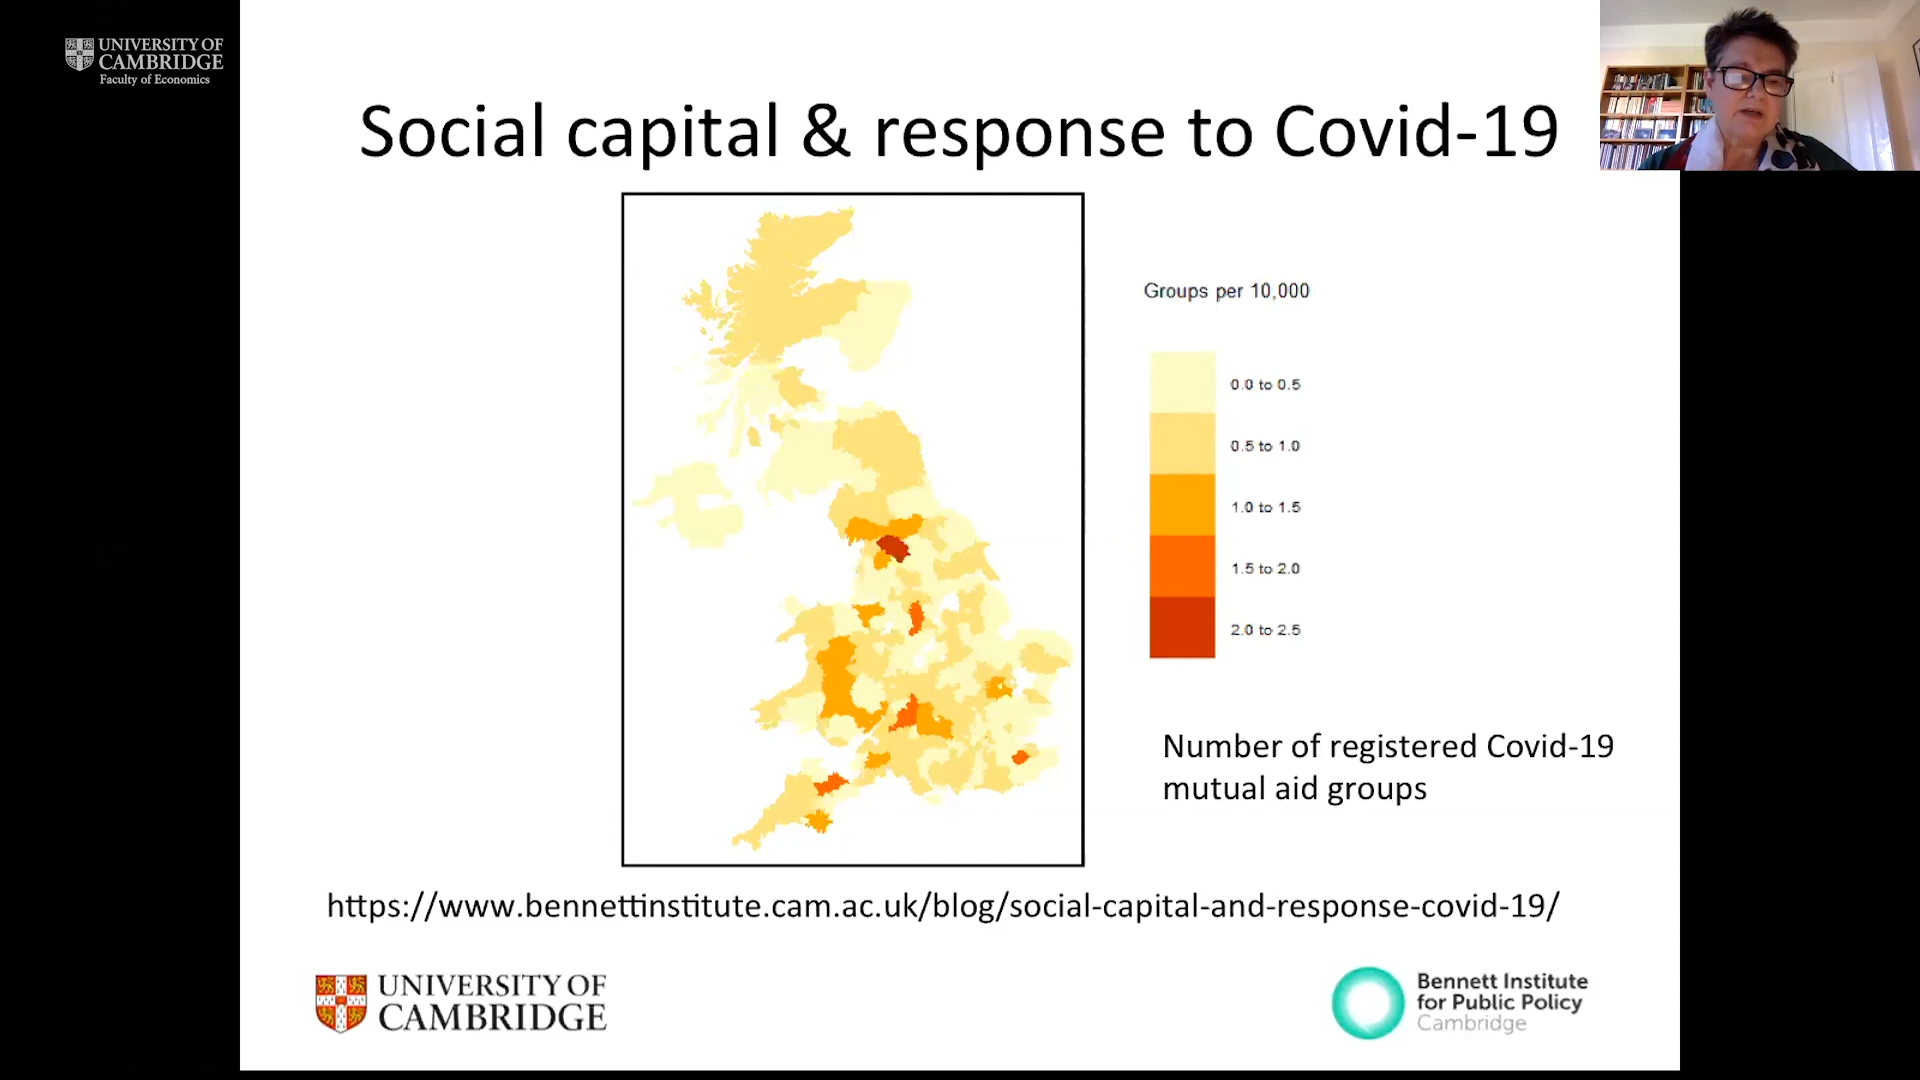 UNIVERSITY OF
CAMBRIDGE
Faculty of Economics
Social capital & response to Covid-19
Groups per 10,000
0.0 to 0.5
0.5 to 1.0
1.0 to 1.5
1.5 to 2.0
2.0 to 2.5
Number of registered Covid-19
mutual aid groups
https://www.bennettinstitute.cam.ac.uk/blog/social-capital-and-response-covid-19/
UNIVERSITY OF
CAMBRIDGE
Bennett Institute
for Public Policy
Cambridge